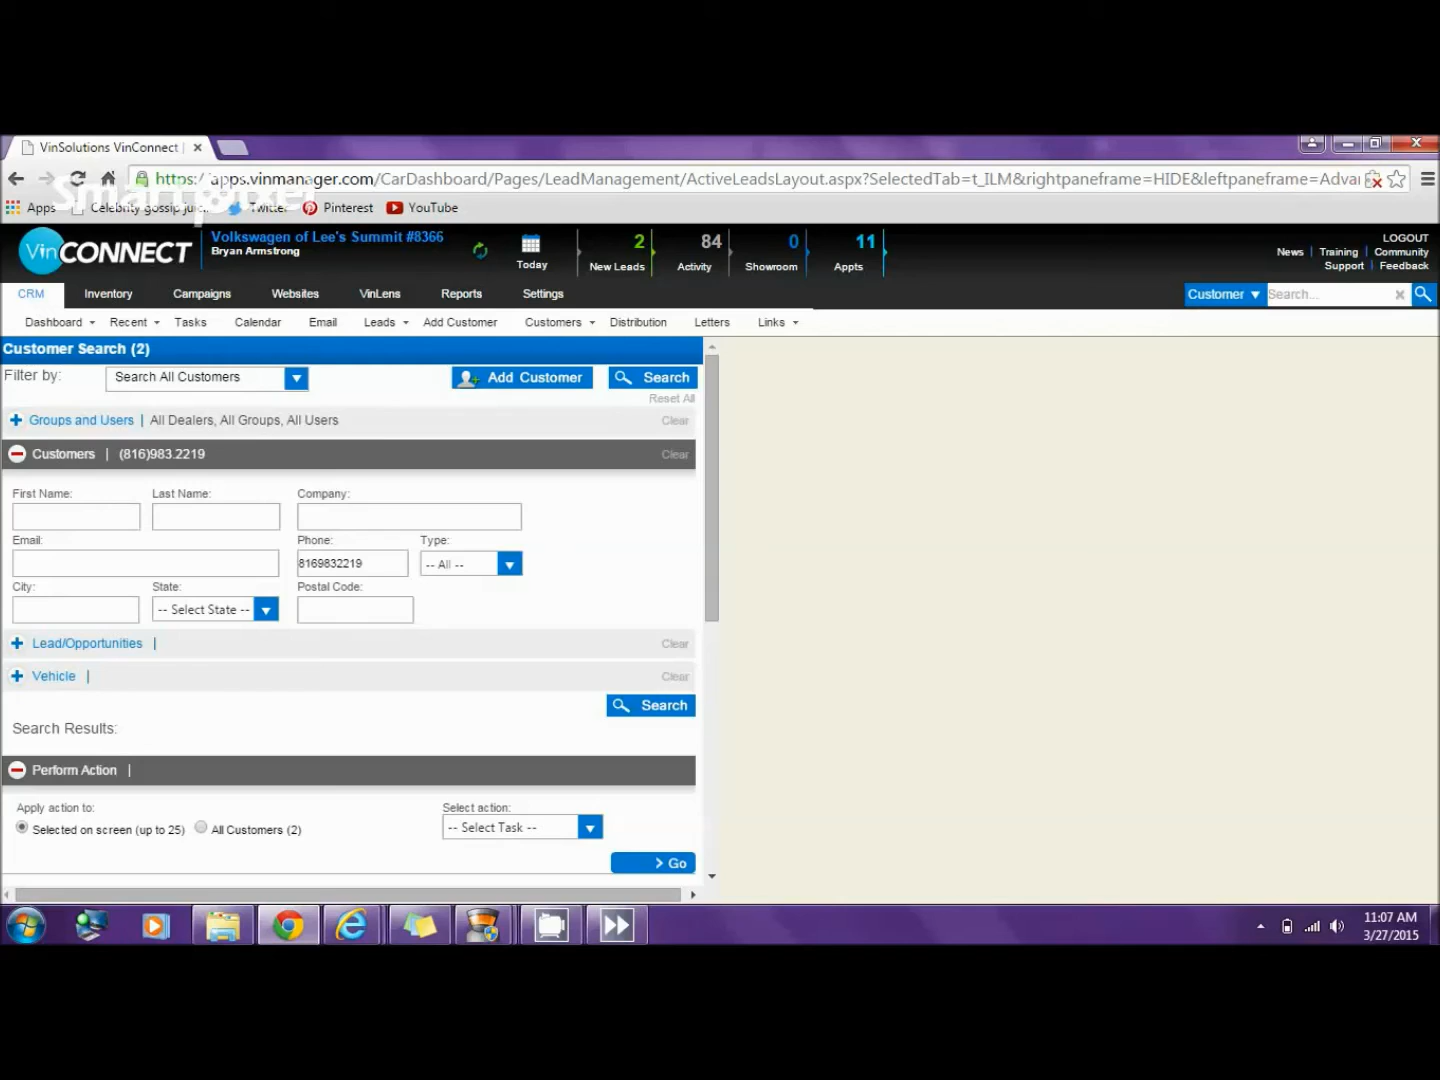 VinSolutions VinConnect |
https://apps.vinmanager.com/CarDashboard/Pages/LeadManagement/ActiveLeadsLayout.aspx?SelectedTab=t_ILM&rightpaneframe=HIDE&leftpaneframe=Adva
Apps Celebrity gossip Twitter Pinterest YouTube
VinCONNECT
Volkswagen of Lee's Summit #8366
Bryan Armstrong
Today
2 New Leads
84 Activity
0 Showroom
11 Appts
LOGOUT
News Training Community
Support Feedback
CRM Inventory Campaigns Websites VinLens Reports Settings
Customer Search...
Dashboard Recent Tasks Calendar Email Leads Add Customer Customers Distribution Letters Links
Customer Search (2)
Filter by: Search All Customers Add Customer Search
Reset All
Groups and Users | All Dealers, All Groups, All Users Clear
Customers | (816)983.2219 Clear
First Name: Last Name: Company:
Email: Phone: Type:
8169832219 -- All --
City: State: Postal Code:
-- Select State --
Lead/Opportunities | Clear
Vehicle | Clear
Search
Search Results:
Perform Action |
Apply action to: Select action:
Selected on screen (up to 25) All Customers (2) -- Select Task --
> Go
11:07 AM
3/27/2015